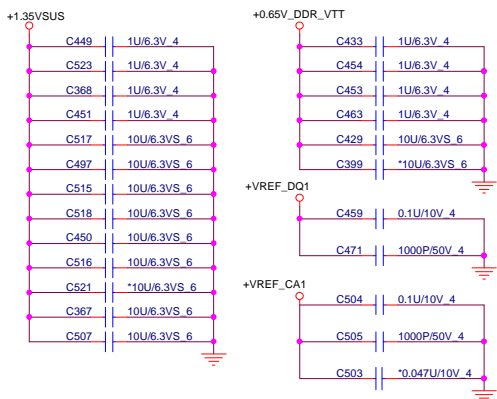 +1.35VSUS
C449 1U/6.3V_4
C523 1U/6.3V_4
C368 1U/6.3V_4
C451 1U/6.3V_4
C517 10U/6.3VS_6
C497 10U/6.3VS_6
C515 10U/6.3VS_6
C518 10U/6.3VS_6
C450 10U/6.3VS_6
C516 10U/6.3VS_6
C521 *10U/6.3VS_6
C367 10U/6.3VS_6
C507 10U/6.3VS_6
+0.65V_DDR_VTT
C433 1U/6.3V_4
C454 1U/6.3V_4
C453 1U/6.3V_4
C463 1U/6.3V_4
C429 10U/6.3VS_6
C399 *10U/6.3VS_6
+VREF_DQ1
C459 0.1U/10V_4
C471 1000P/50V_4
+VREF_CA1
C504 0.1U/10V_4
C505 1000P/50V_4
C503 *0.047U/10V_4